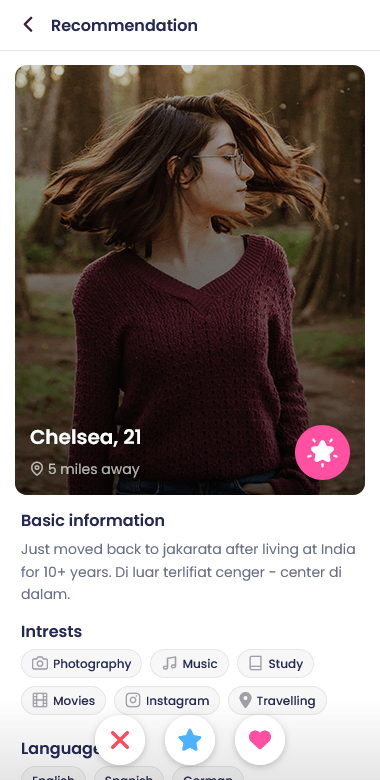 Recommendation
Chelsea, 21
5 miles away
Basic information
Just moved back to jakarata after living at India
for 10+ years. Di luar terlifiat cenger - center di
dalam.
Intrests
Photography Music Study
Movies Instagram Travelling
Language
English Spanish German